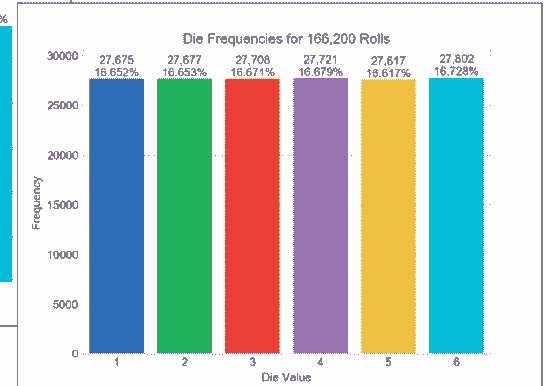 %
Die Frequencies for 166,200 Rolls
30000
25000
20000
15000
10000
5000
0
Frequency
27,675 27,677 27,708 27,721 27,617 27,802
16.652% 16.653% 16.671% 16.679% 16.617% 16.728%
1 2 3 4 5 6
Die Value